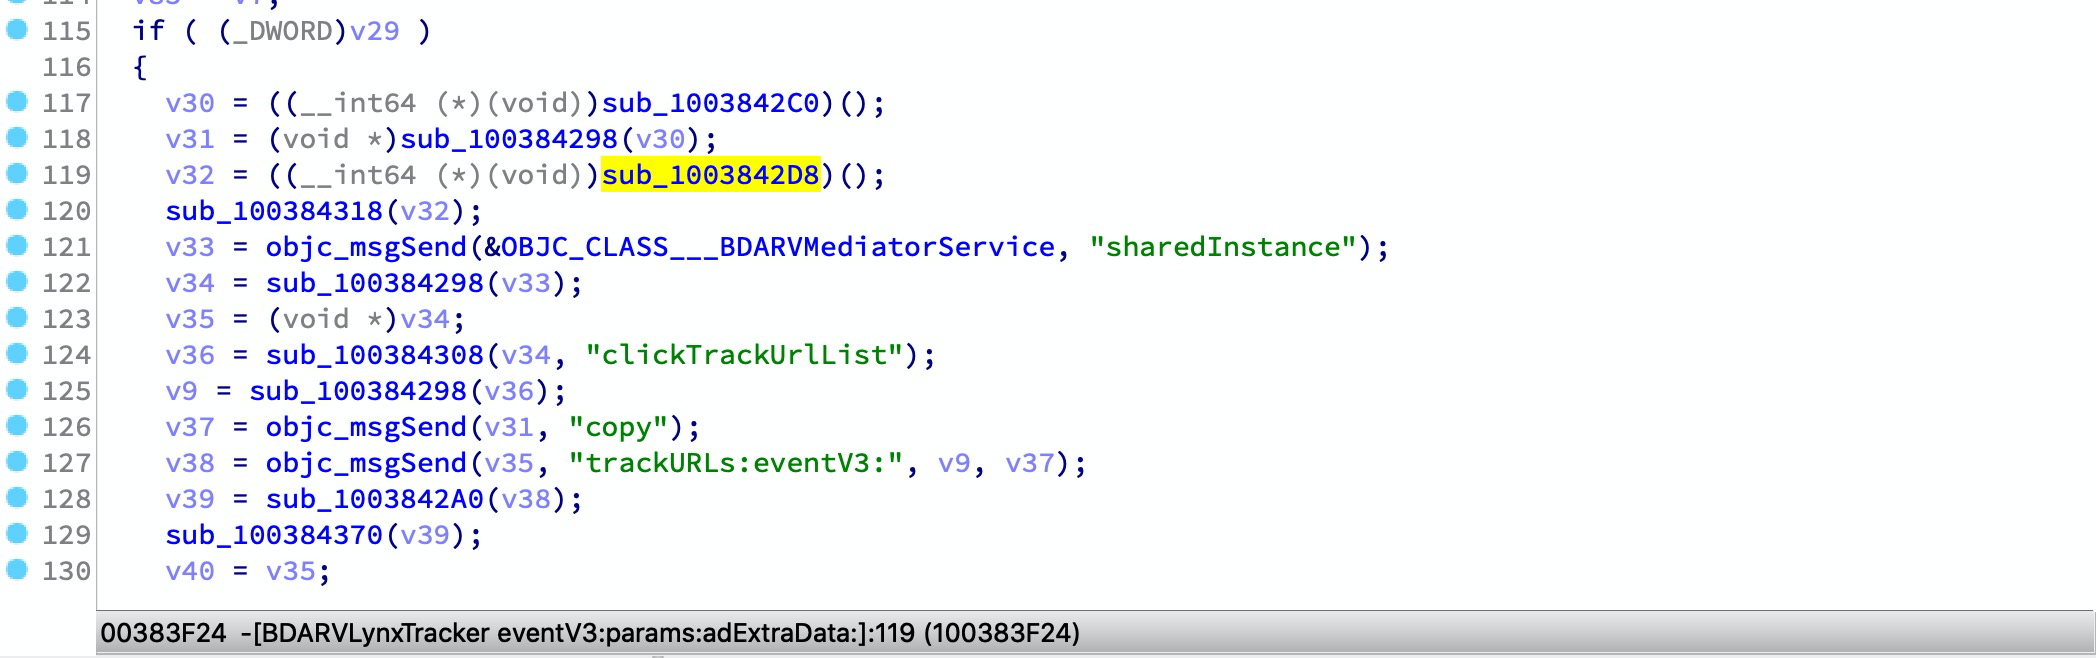 115 if ( (_DWORD)v29 )
116 {
117 v30 = ((__int64 (*)(void))sub_1003842C0)();
118 v31 = (void *)sub_100384298(v30);
119 v32 = ((__int64 (*)(void))sub_1003842D8)();
120 sub_100384318(v32);
121 v33 = objc_msgSend(&OBJC_CLASS___BDARVMediatorService, "sharedInstance");
122 v34 = sub_100384298(v33);
123 v35 = (void *)v34;
124 v36 = sub_100384308(v34, "clickTrackUrlList");
125 v9 = sub_100384298(v36);
126 v37 = objc_msgSend(v31, "copy");
127 v38 = objc_msgSend(v35, "trackURLs:eventV3:", v9, v37);
128 v39 = sub_1003842A0(v38);
129 sub_100384370(v39);
130 v40 = v35;
00383F24 -[BDARVLynxTracker eventV3:params:adExtraData:]:119 (100383F24)